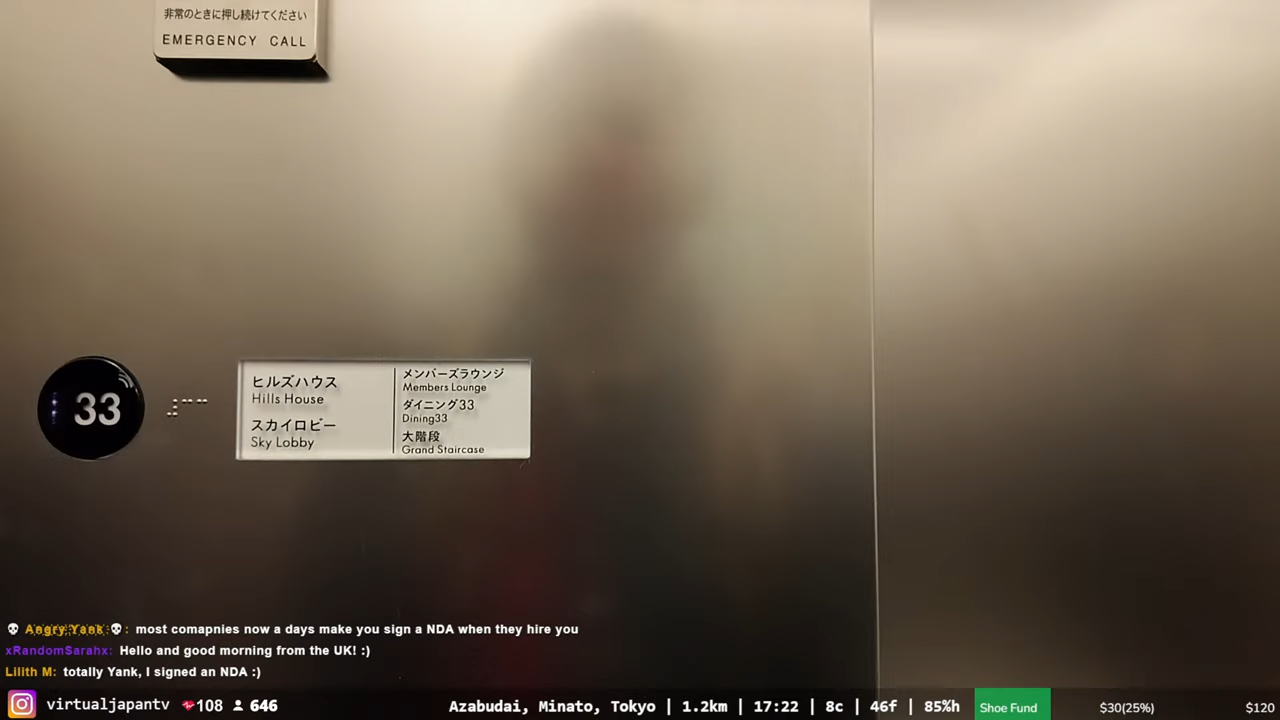 非常のときに押し続けてください
EMERGENCY CALL
33
ヒルズハウス
Hills House
スカイロビー
Sky Lobby
メンバーズラウンジ
Members Lounge
ダイニング33
Dining33
大階段
Grand Staircase
Angry Yank: most comapnies now a days make you sign a NDA when they hire you
xRandomSarahx: Hello and good morning from the UK! :)
Lilith M: totally Yank, I signed an NDA :)
virtualjapantv 108 646 Azabudai, Minato, Tokyo | 1.2km | 17:22 | 8c | 46f | 85%h Shoe Fund $30(25%) $120